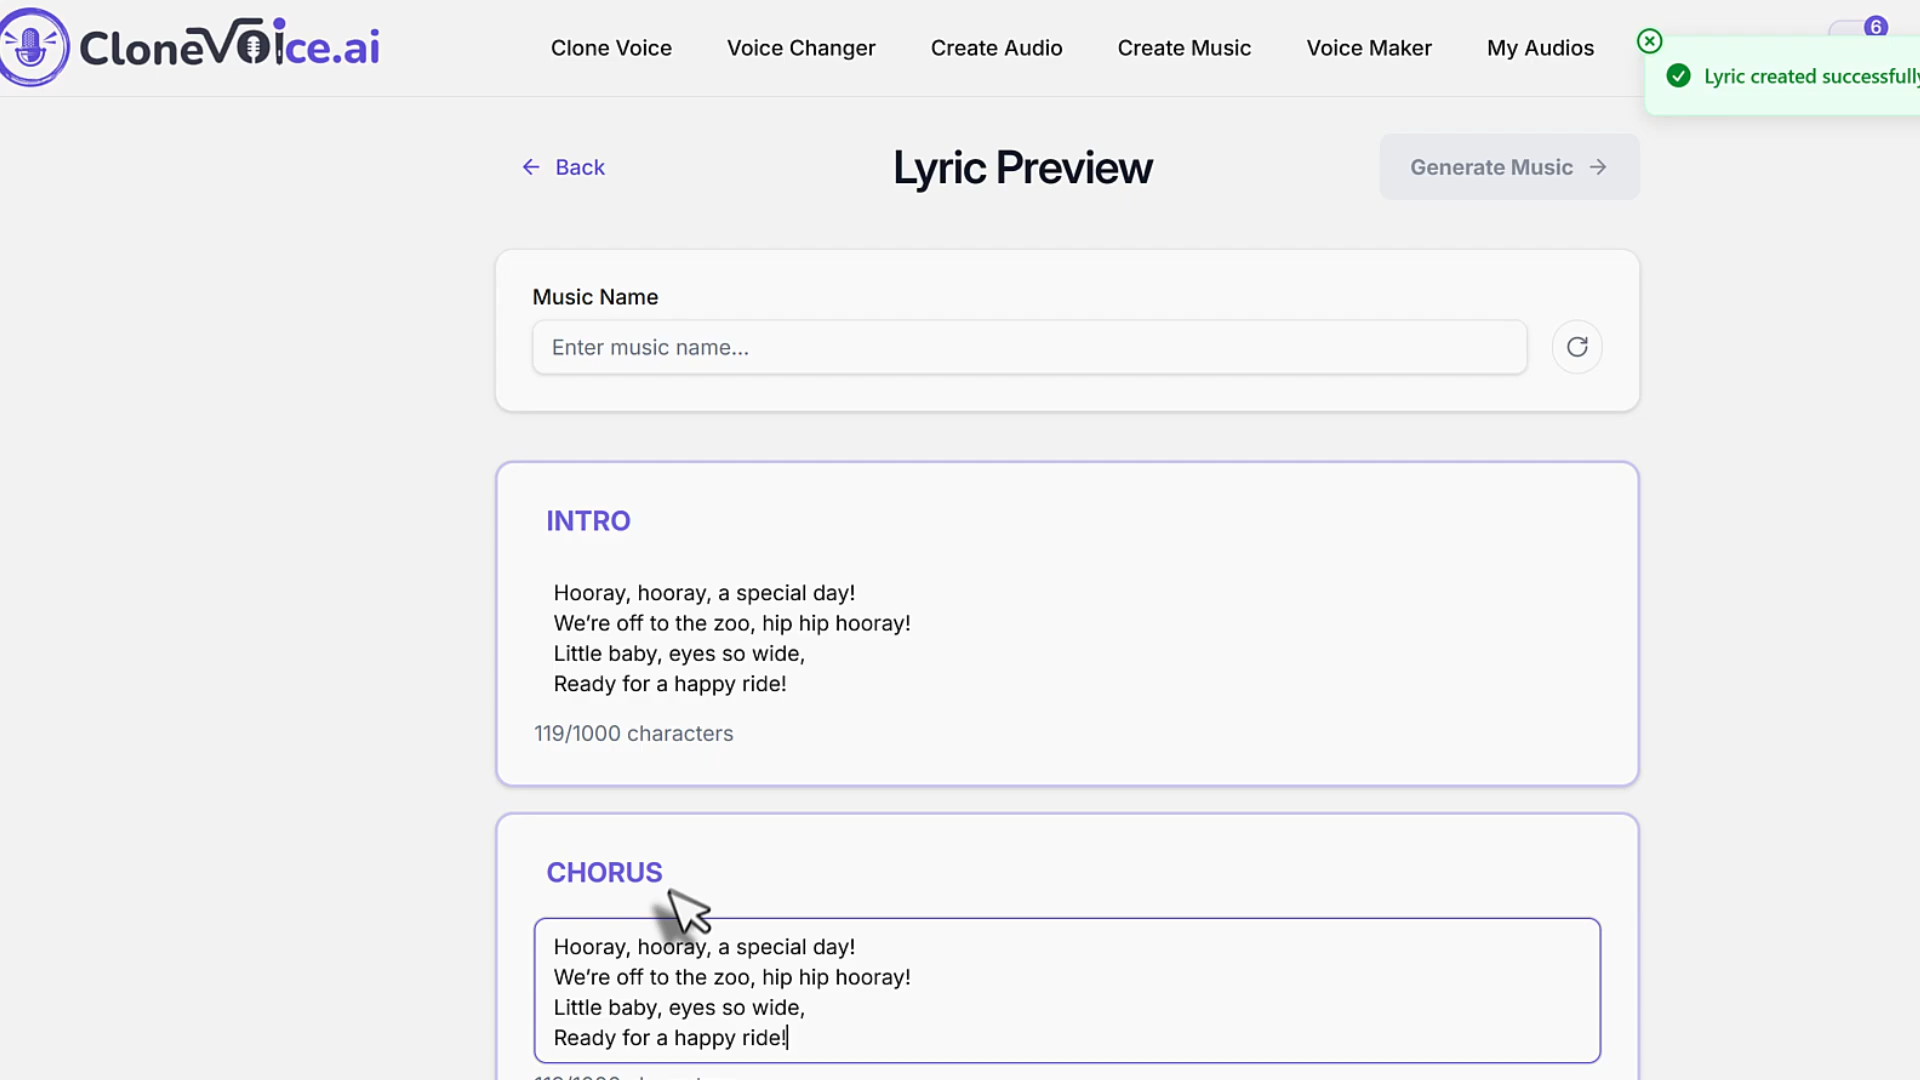 CloneVoice.ai
Clone Voice
Voice Changer
Create Audio
Create Music
Voice Maker
My Audios
6
Lyric created successfully
Back
Lyric Preview
Generate Music
Music Name
Enter music name...
INTRO
Hooray, hooray, a special day!
We’re off to the zoo, hip hip hooray!
Little baby, eyes so wide,
Ready for a happy ride!
119/1000 characters
CHORUS
Hooray, hooray, a special day!
We’re off to the zoo, hip hip hooray!
Little baby, eyes so wide,
Ready for a happy ride!